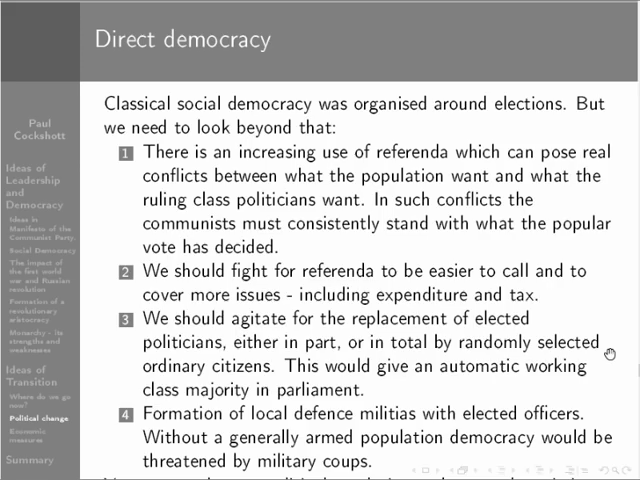 Direct democracy
Paul
Cockshott
Ideas of
Leadership
and
Democracy
Ideas in
Manifesto of the
Communist Party.
Social Democracy
The impact of
the first world
war and Russian
revolution
Formation of a
revolutionary
aristocracy
Monarchy - its
strengths and
weaknesses
Ideas of
Transition
Where do we go
now?
Political change
Economic
measures
Summary
Classical social democracy was organised around elections. But
we need to look beyond that:
1 There is an increasing use of referenda which can pose real
conflicts between what the population want and what the
ruling class politicians want. In such conflicts the
communists must consistently stand with what the popular
vote has decided.
2 We should fight for referenda to be easier to call and to
cover more issues - including expenditure and tax.
3 We should agitate for the replacement of elected
politicians, either in part, or in total by randomly selected
ordinary citizens. This would give an automatic working
class majority in parliament.
4 Formation of local defence militias with elected officers.
Without a generally armed population democracy would be
threatened by military coups.